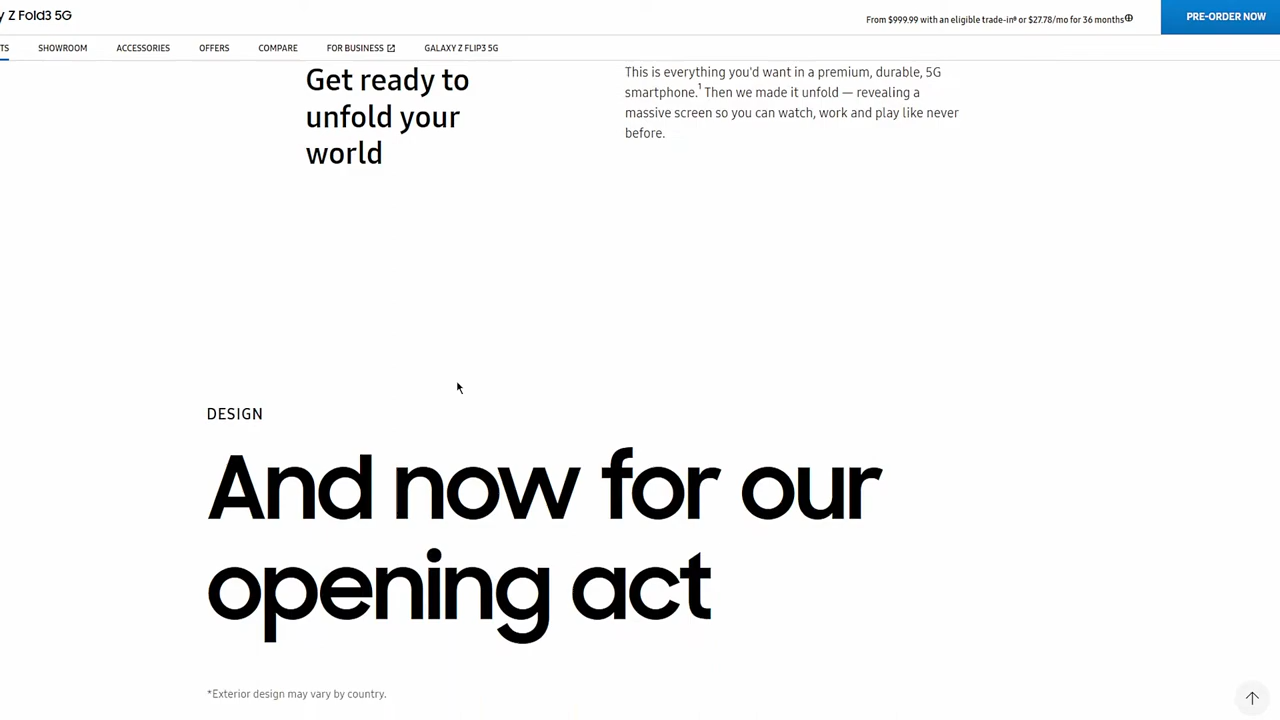 y Z Fold3 5G
From $999.99 with an eligible trade-in⁰ or $27.78/mo for 36 months
PRE-ORDER NOW
TS SHOWROOM ACCESSORIES OFFERS COMPARE FOR BUSINESS GALAXY Z FLIP3 5G
Get ready to
unfold your
world
This is everything you'd want in a premium, durable, 5G
smartphone.¹ Then we made it unfold — revealing a
massive screen so you can watch, work and play like never
before.
DESIGN
And now for our
opening act
*Exterior design may vary by country.